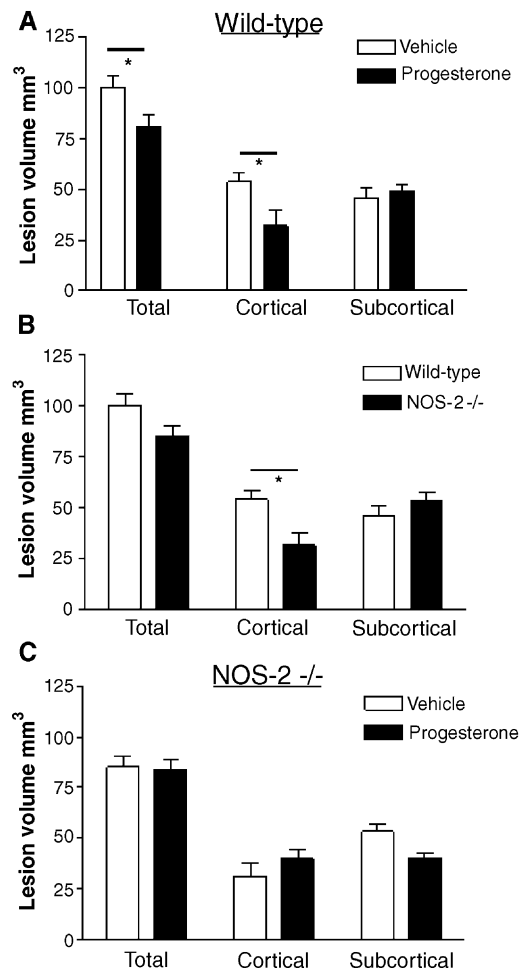 A
Wild-type
125
100
75
50
25
0
Lesion volume mm3
Vehicle
Progesterone
*
*
Total Cortical Subcortical
B
125
100
75
50
25
0
Lesion volume mm3
Wild-type
NOS-2 -/-
*
Total Cortical Subcortical
C
NOS-2 -/-
125
100
75
50
25
0
Lesion volume mm3
Vehicle
Progesterone
Total Cortical Subcortical